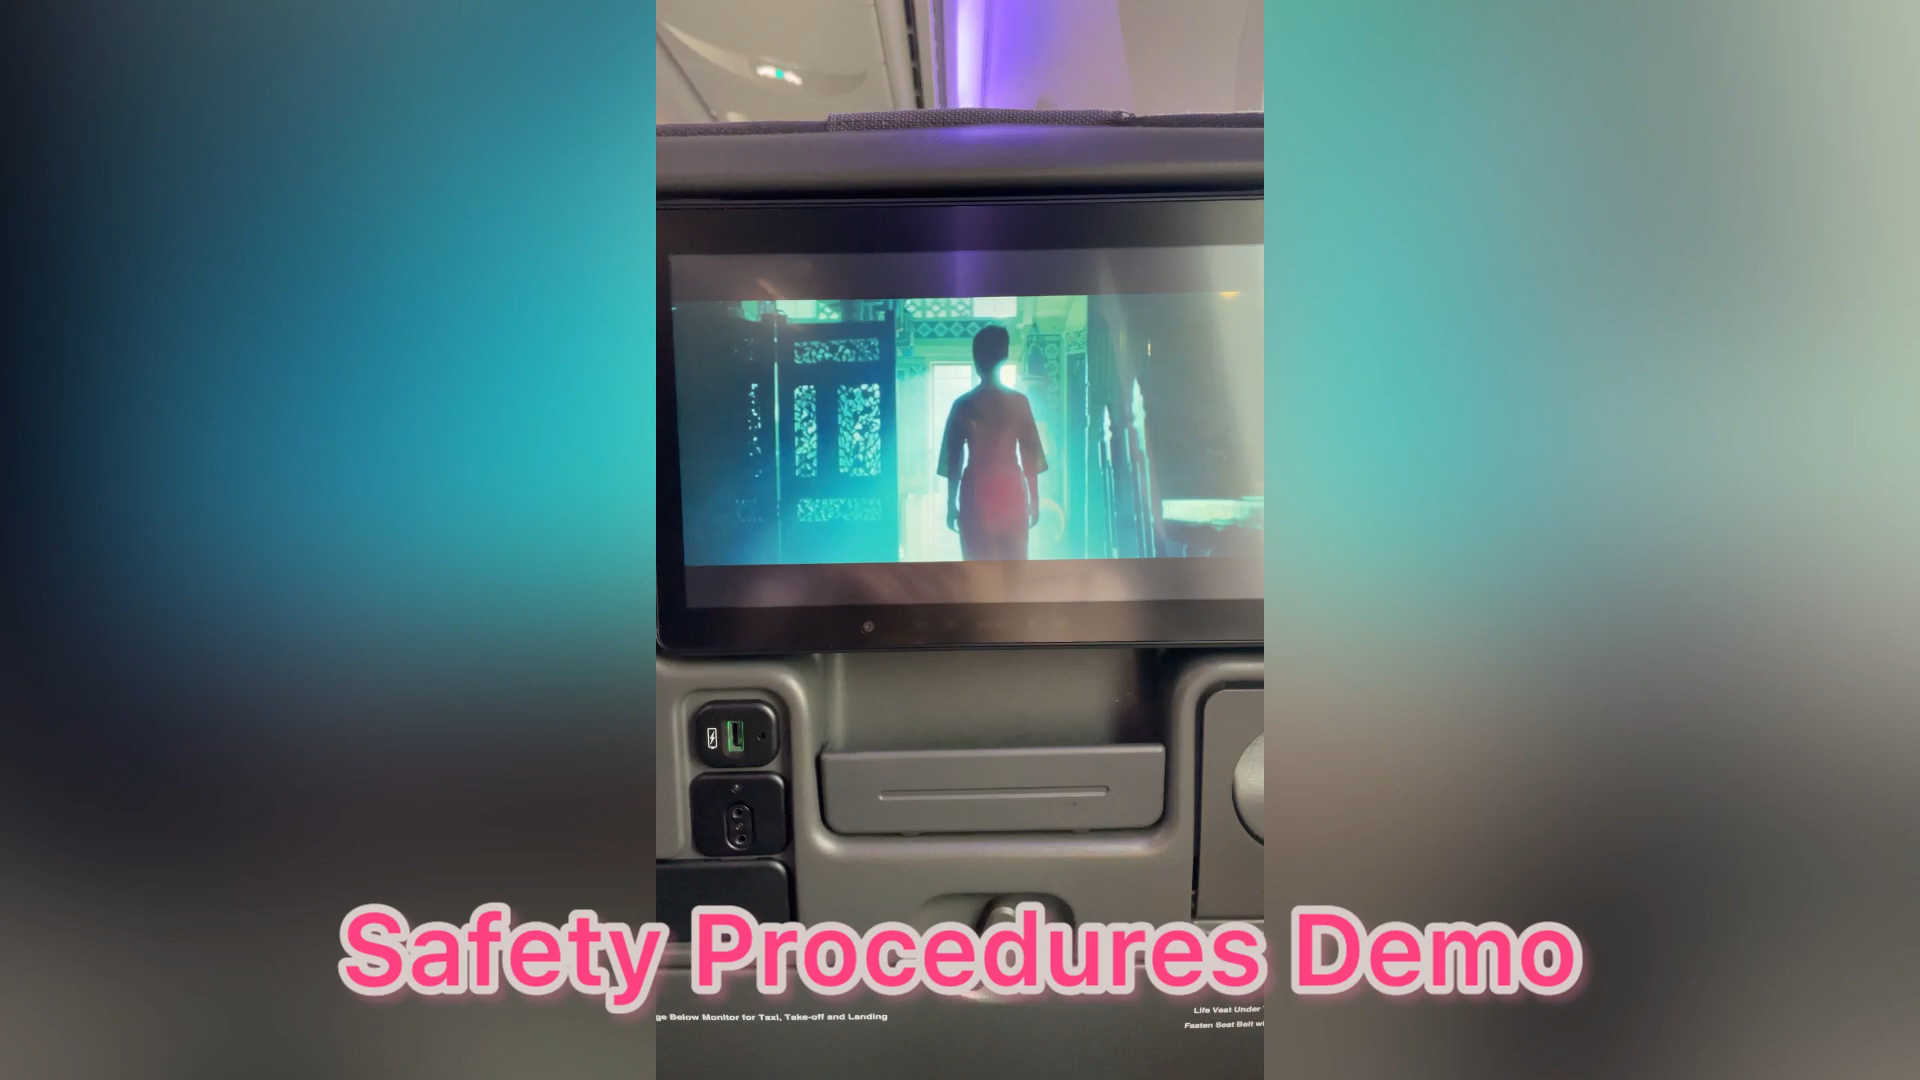 Safety Procedures Demo
ge Below Monitor for Taxi, Take-off and Landing
Life Vest Under
Fasten Seat Belt